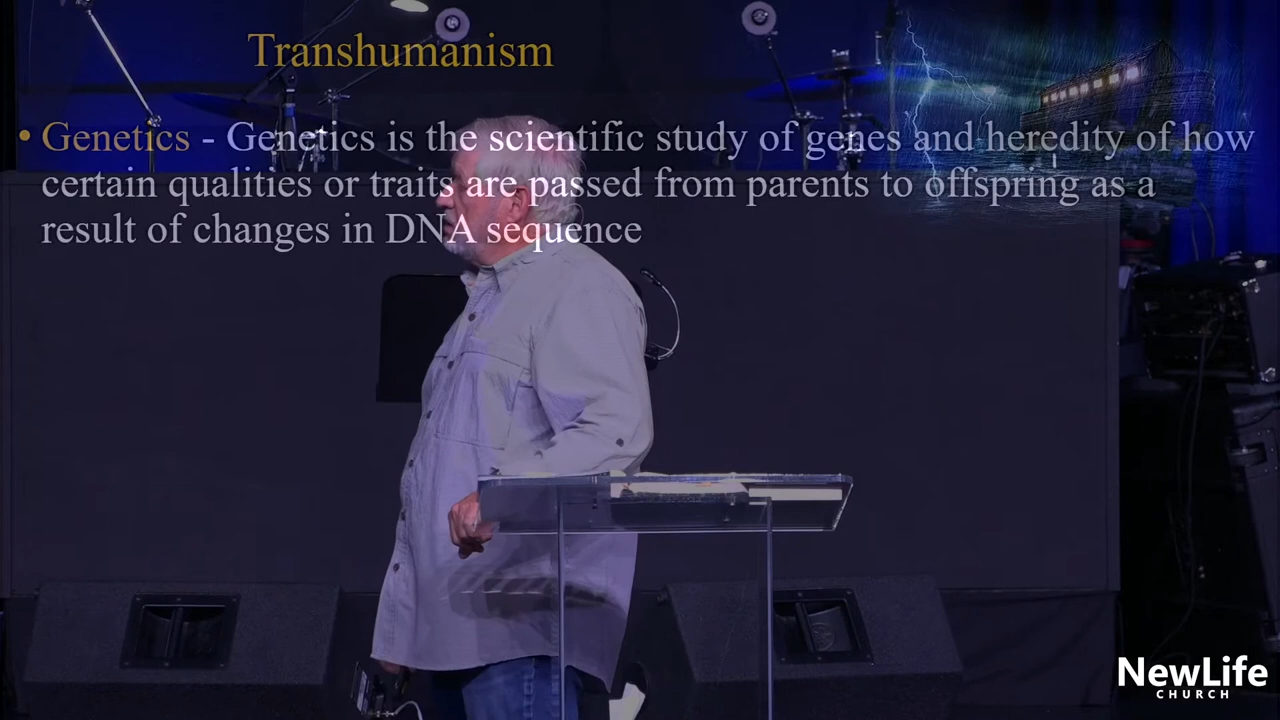 Transhumanism
• Genetics - Genetics is the scientific study of genes and heredity of how
certain qualities or traits are passed from parents to offspring as a
result of changes in DNA sequence
NewLife
CHURCH